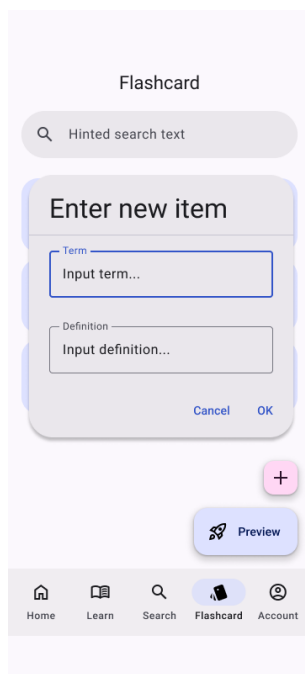 Flashcard
Hinted search text
Enter new item
Term
Input term...
Definition
Input definition...
Cancel OK
Preview
Home Learn Search Flashcard Account